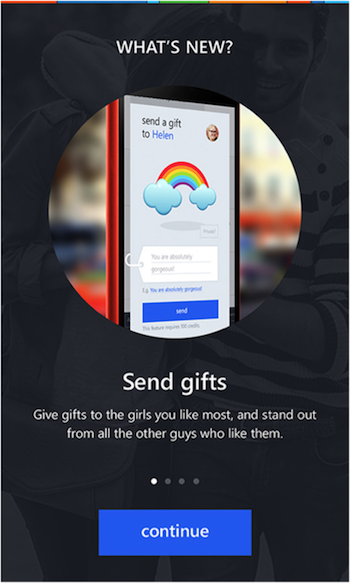 WHAT'S NEW?
send a gift
to Helen
Private?
You are absolutely
gorgeous!
E.g. You are absolutely gorgeous!
send
This feature requires 100 credits.
Send gifts
Give gifts to the girls you like most, and stand out
from all the other guys who like them.
continue